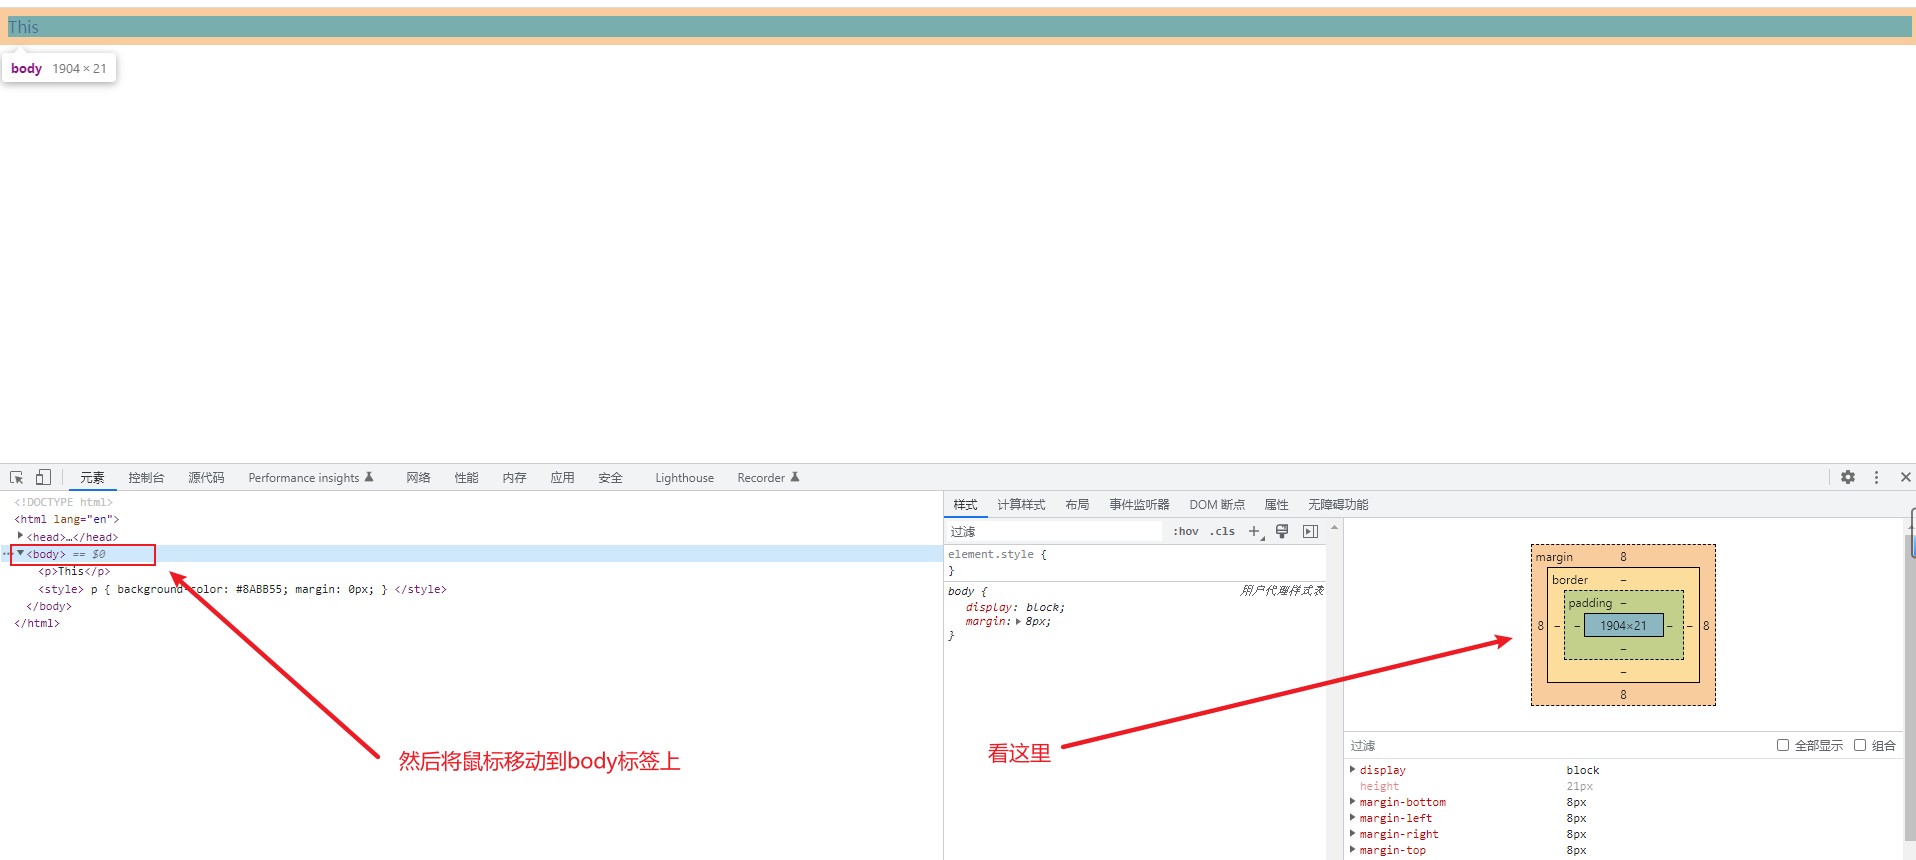 This
body 1904 × 21
元素 控制台 源代码 Performance insights 网络 性能 内存 应用 安全 Lighthouse Recorder
<!DOCTYPE html>
<html lang="en">
<head>…</head>
<body> == $0
<p>This</p>
<style> p { background-color: #8ABB55; margin: 0px; } </style>
</body>
</html>
然后将鼠标移动到body标签上
样式 计算样式 布局 事件监听器 DOM 断点 属性 无障碍功能
过滤 :hov .cls
element.style {
}
body { 用户代理样式表
display: block;
margin: 8px;
}
看这里
margin 8
border –
padding –
8 – – 1904×21 – – 8
–
–
8
过滤 全部显示 组合
display block
height 21px
margin-bottom 8px
margin-left 8px
margin-right 8px
margin-top 8px